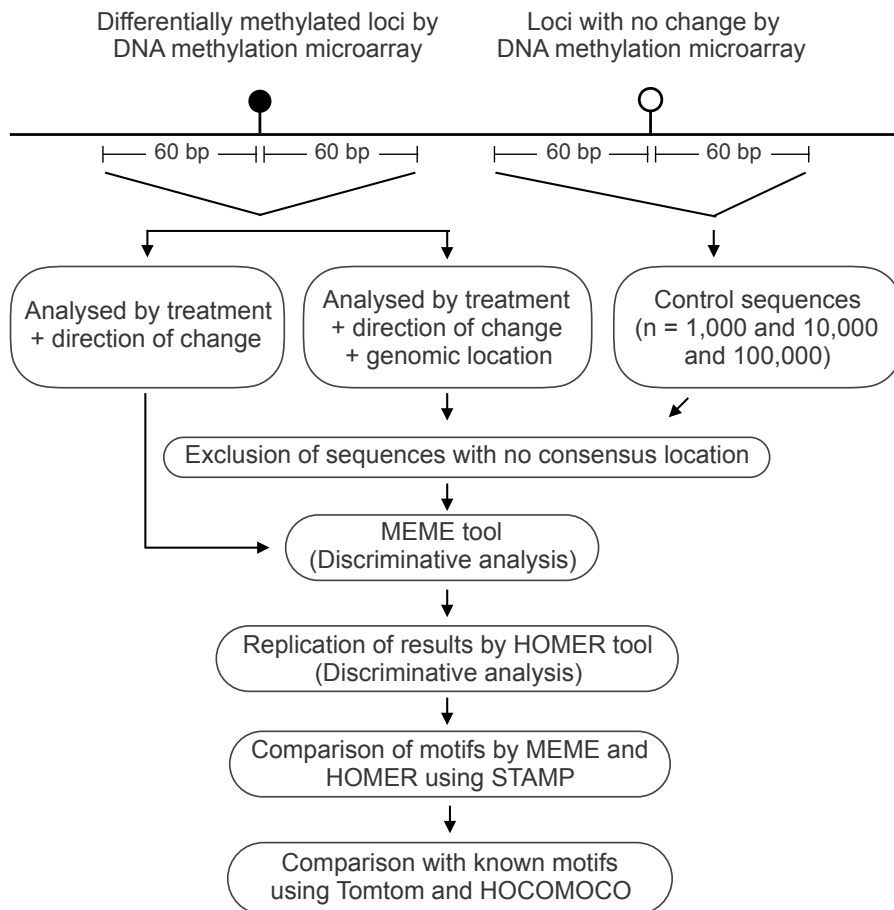 Differentially methylated loci by
DNA methylation microarray
Loci with no change by
DNA methylation microarray
60 bp
60 bp
60 bp
60 bp
Analysed by treatment
+ direction of change
Analysed by treatment
+ direction of change
+ genomic location
Control sequences
(n = 1,000 and 10,000
and 100,000)
Exclusion of sequences with no consensus location
MEME tool
(Discriminative analysis)
Replication of results by HOMER tool
(Discriminative analysis)
Comparison of motifs by MEME and
HOMER using STAMP
Comparison with known motifs
using Tomtom and HOCOMOCO